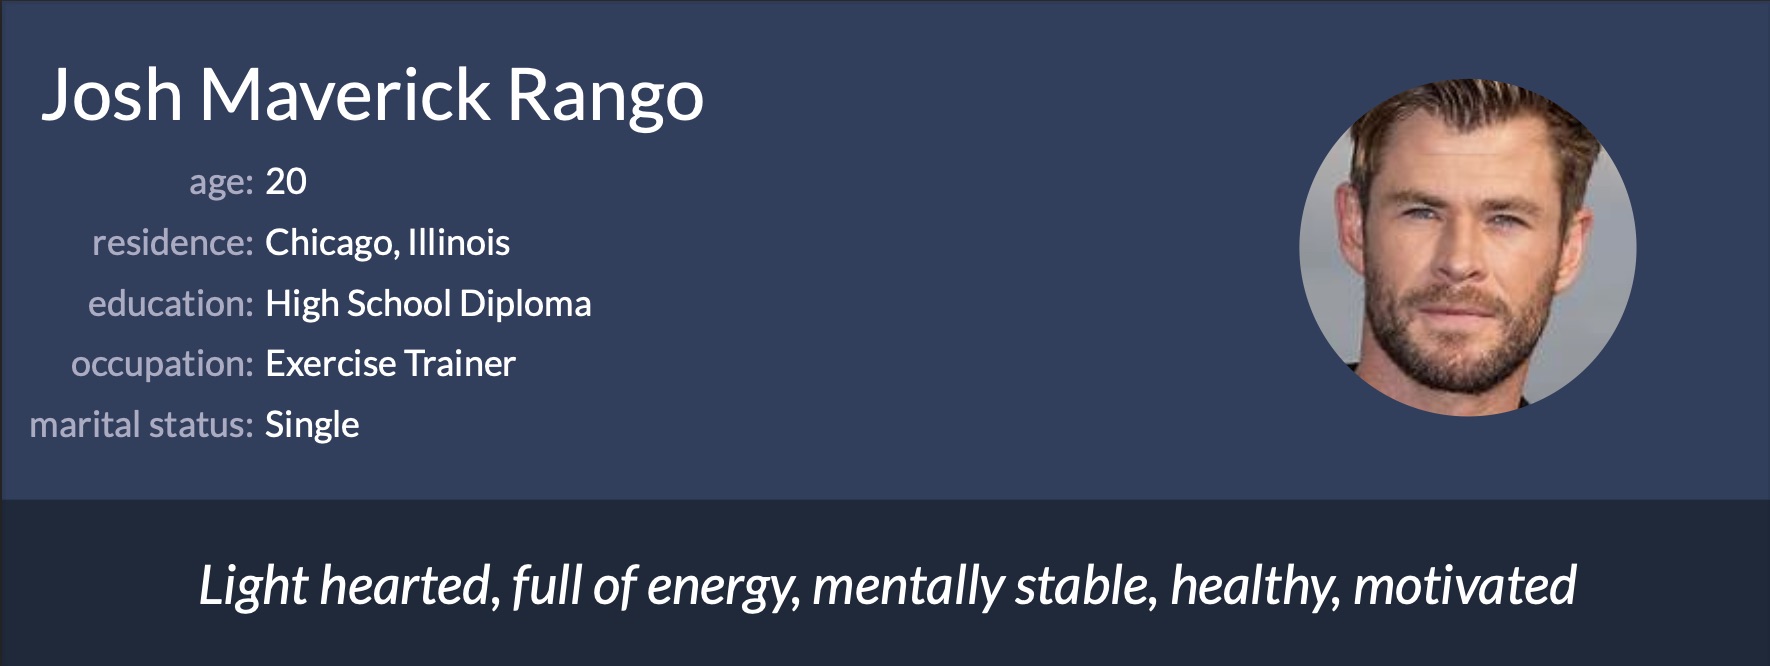 Josh Maverick Rango
age: 20
residence: Chicago, Illinois
education: High School Diploma
occupation: Exercise Trainer
marital status: Single
Light hearted, full of energy, mentally stable, healthy, motivated